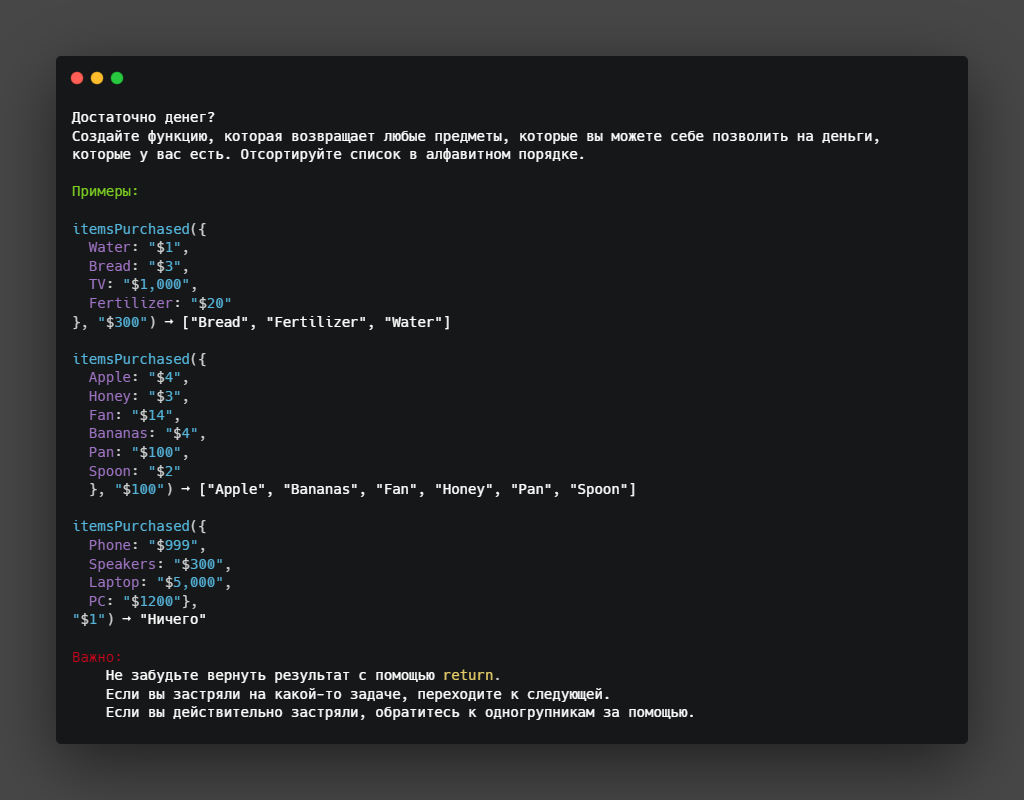 Достаточно денег?
Создайте функцию, которая возвращает любые предметы, которые вы можете себе позволить на деньги,
которые у вас есть. Отсортируйте список в алфавитном порядке.
Примеры:
itemsPurchased({
  Water: "$1",
  Bread: "$3",
  TV: "$1,000",
  Fertilizer: "$20"
}, "$300") → ["Bread", "Fertilizer", "Water"]
itemsPurchased({
  Apple: "$4",
  Honey: "$3",
  Fan: "$14",
  Bananas: "$4",
  Pan: "$100",
  Spoon: "$2"
  }, "$100") → ["Apple", "Bananas", "Fan", "Honey", "Pan", "Spoon"]
itemsPurchased({
  Phone: "$999",
  Speakers: "$300",
  Laptop: "$5,000",
  PC: "$1200"},
"$1") → "Ничего"
Важно:
    Не забудьте вернуть результат с помощью return.
    Если вы застряли на какой-то задаче, переходите к следующей.
    Если вы действительно застряли, обратитесь к одногрупникам за помощью.